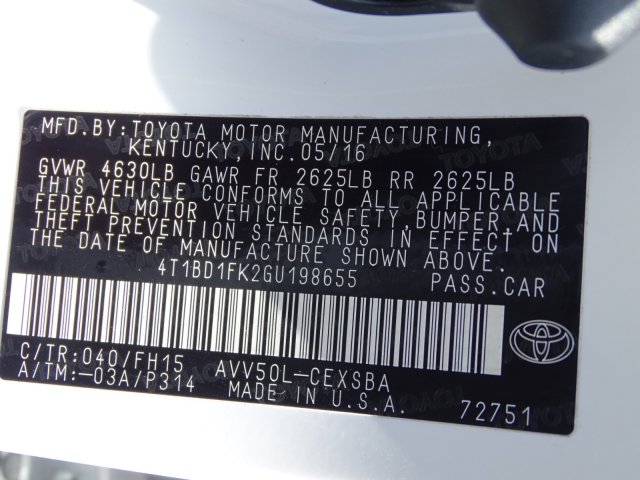 MFD.BY:TOYOTA MOTOR MANUFACTURING,
KENTUCKY,INC.05/16
GVWR 4630LB GAWR FR 2625LB RR 2625LB
THIS VEHICLE CONFORMS TO ALL APPLICABLE
FEDERAL MOTOR VEHICLE SAFETY,BUMPER,AND
THEFT PREVENTION STANDARDS IN EFFECT ON
THE DATE OF MANUFACTURE SHOWN ABOVE.
4T1BD1FK2GU198655 PASS.CAR
C/TR:040/FH15 AVV50L-CEXSBA
A/TM:-03A/P314 MADE IN U.S.A. 72751